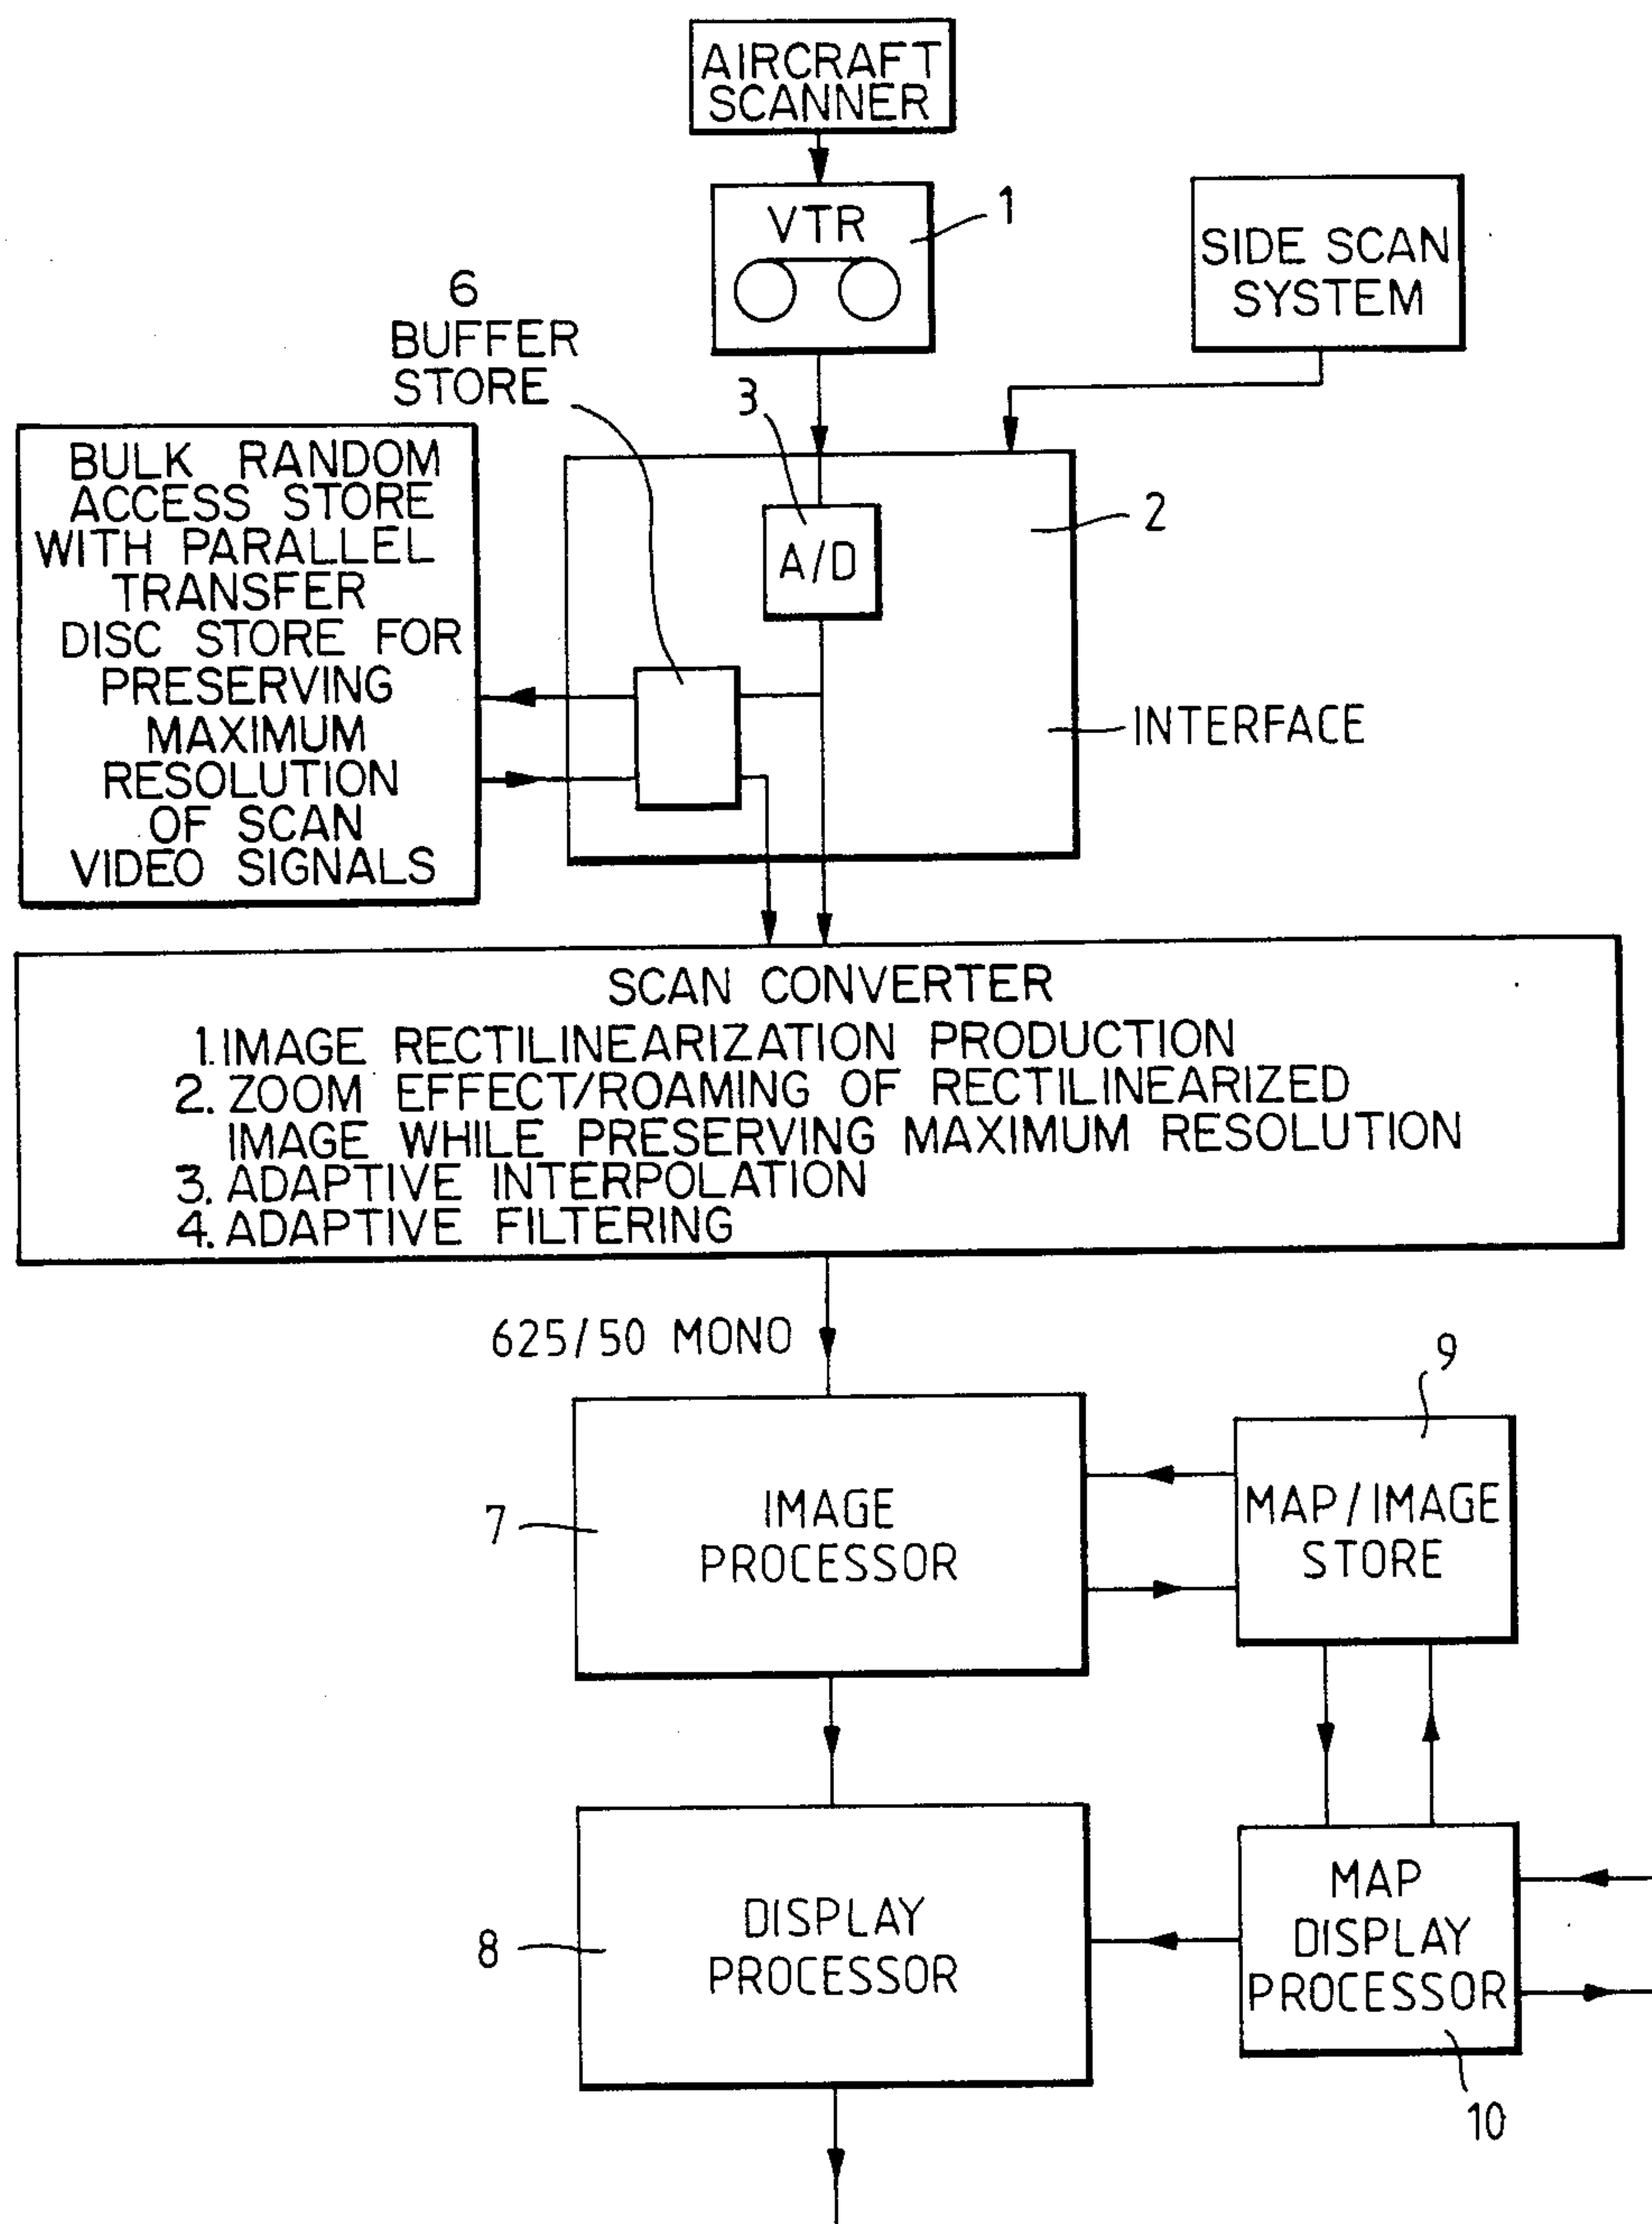 AIRCRAFT
SCANNER
VTR
1
SIDE SCAN
SYSTEM
6
BUFFER
STORE
3
BULK RANDOM
ACCESS STORE
WITH PARALLEL
TRANSFER
DISC STORE FOR
PRESERVING
MAXIMUM
RESOLUTION
OF SCAN
VIDEO SIGNALS
A/D
2
INTERFACE
SCAN CONVERTER
1. IMAGE RECTILINEARIZATION PRODUCTION
2. ZOOM EFFECT/ROAMING OF RECTILINEARIZED
IMAGE WHILE PRESERVING MAXIMUM RESOLUTION
3. ADAPTIVE INTERPOLATION
4. ADAPTIVE FILTERING
625/50 MONO
9
7
IMAGE
PROCESSOR
MAP/IMAGE
STORE
8
DISPLAY
PROCESSOR
MAP
DISPLAY
PROCESSOR
10